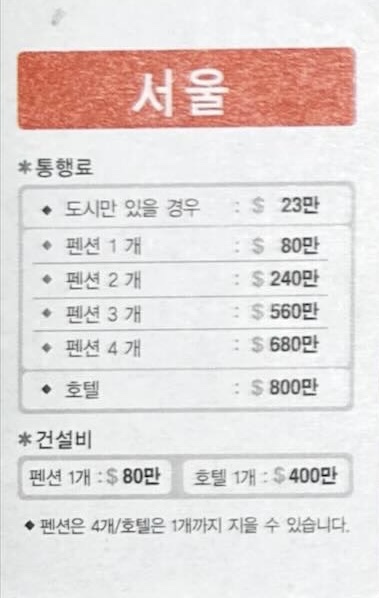 서울
*통행료
◆ 도시만 있을 경우 : $ 23만
◆ 펜션 1 개 : $ 80만
◆ 펜션 2 개 : $ 240만
◆ 펜션 3 개 : $ 560만
◆ 펜션 4 개 : $ 680만
◆ 호텔 : $ 800만
*건설비
펜션 1개 : $ 80만 호텔 1개 : $ 400만
◆ 펜션은 4개/호텔은 1개까지 지을 수 있습니다.